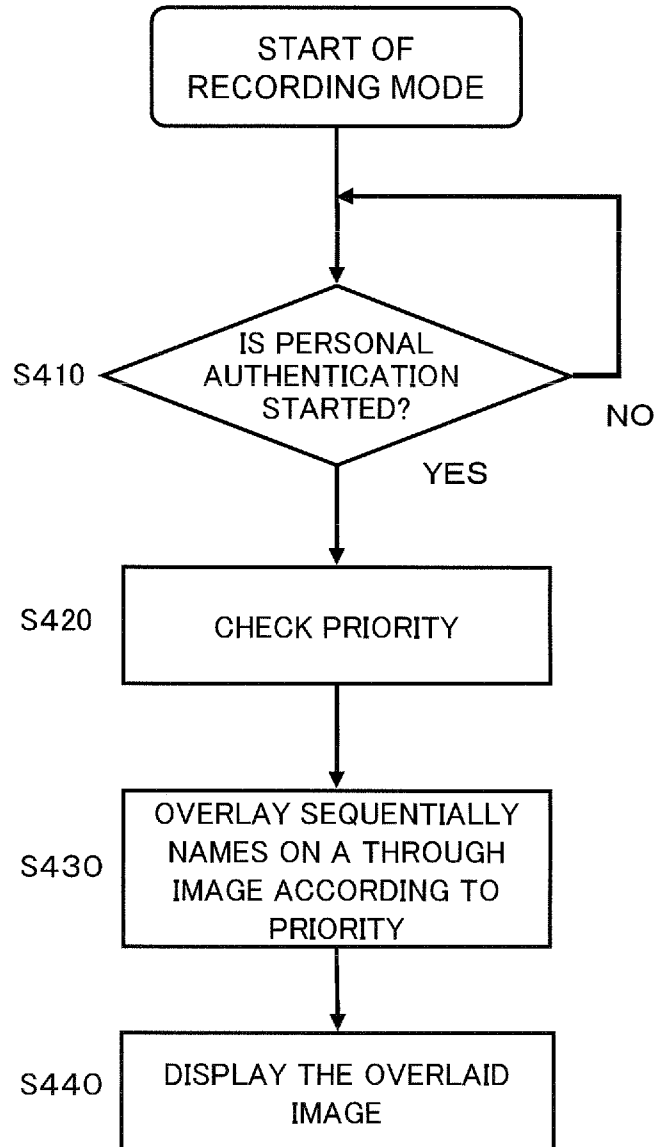 START OF
RECORDING MODE
S410
IS PERSONAL
AUTHENTICATION
STARTED?
NO
YES
S420
CHECK PRIORITY
S430
OVERLAY SEQUENTIALLY
NAMES ON A THROUGH
IMAGE ACCORDING TO
PRIORITY
S440
DISPLAY THE OVERLAID
IMAGE